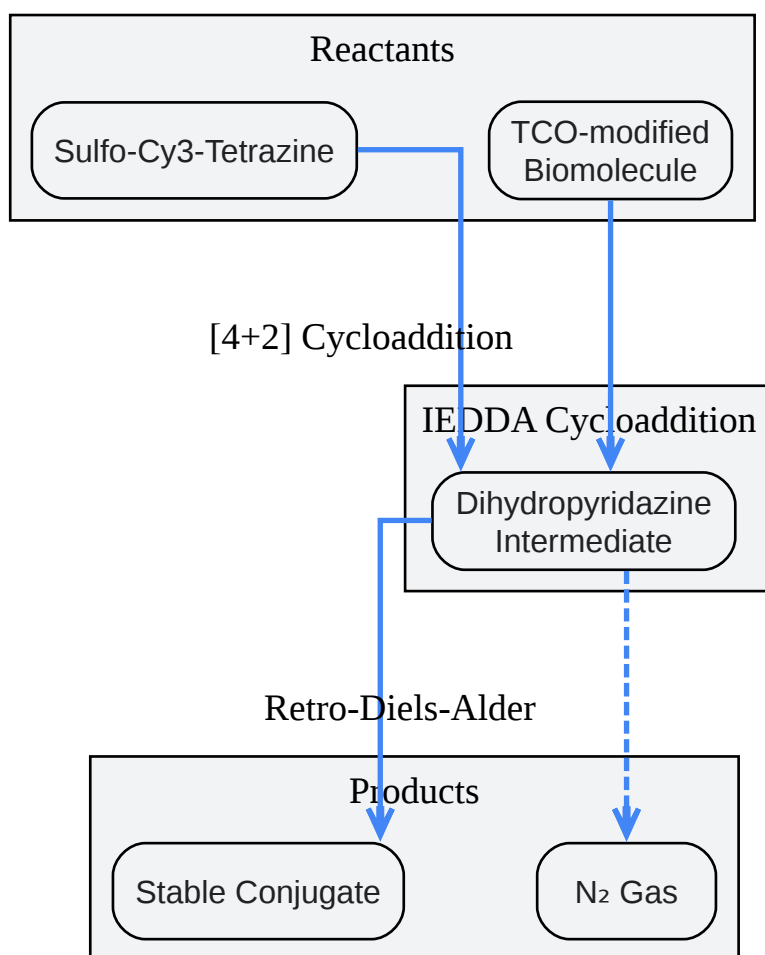 Reactants
Sulfo-Cy3-Tetrazine
TCO-modified
Biomolecule
[4+2] Cycloaddition
IEDDA Cycloaddition
Dihydropyridazine
Intermediate
Retro-Diels-Alder
Products
Stable Conjugate
N₂ Gas